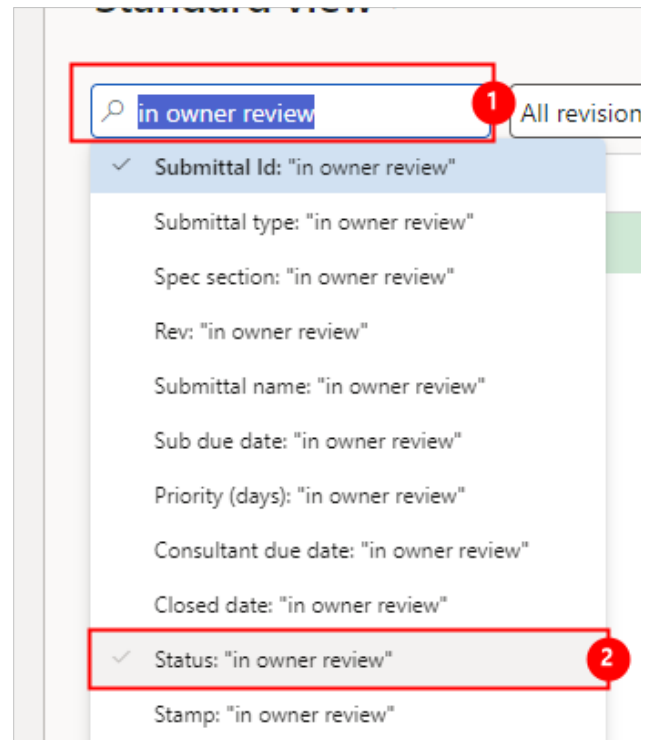 Standard view
in owner review
1
All revision
Submittal Id: "in owner review"
Submittal type: "in owner review"
Spec section: "in owner review"
Rev: "in owner review"
Submittal name: "in owner review"
Sub due date: "in owner review"
Priority (days): "in owner review"
Consultant due date: "in owner review"
Closed date: "in owner review"
Status: "in owner review"
2
Stamp: "in owner review"